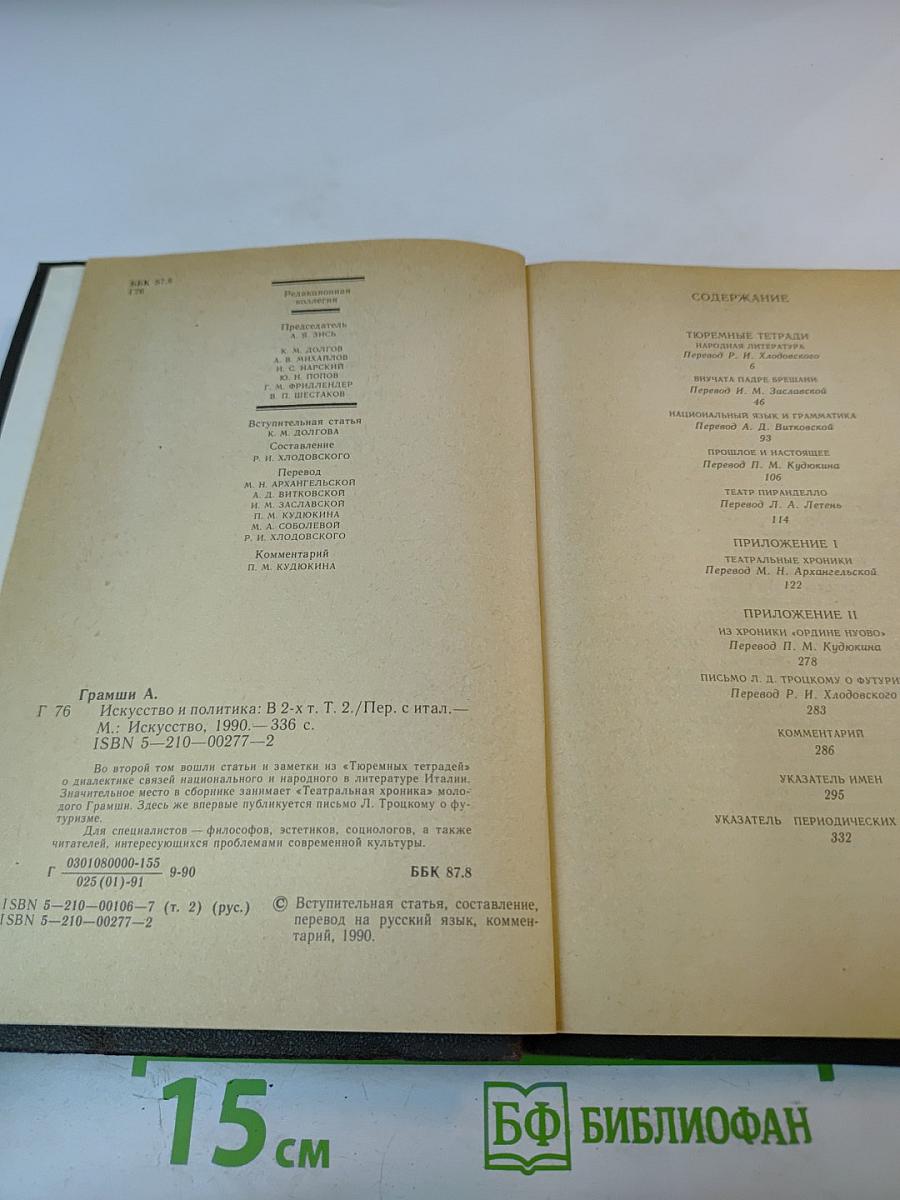 ББК 87.8
Г76
Редакционная
коллегия
Председатель
А. Я. ЗИСЬ
К. М. ДОЛГОВ
А. В. МИХАЙЛОВ
И. С. НАРСКИЙ
Ю. Н. ПОПОВ
Г. М. ФРИДЛЕНДЕР
В. П. ШЕСТАКОВ
Вступительная статья
К. М. ДОЛГОВА
Составление
Р. И. ХЛОДОВСКОГО
Перевод
М. Н. АРХАНГЕЛЬСКОЙ
А. Д. ВИТКОВСКОЙ
И. М. ЗАСЛАВСКОЙ
П. М. КУДЮКИНА
М. А. СОБОЛЕВОЙ
Р. И. ХЛОДОВСКОГО
Комментарий
П. М. КУДЮКИНА
Грамши А.
Г 76 Искусство и политика: В 2-х т. Т. 2./Пер. с итал.—
М.: Искусство, 1990.— 336 с.
ISBN 5—210—00277—2
Во второй том вошли статьи и заметки из «Тюремных тетрадей»
о диалектике связей национального и народного в литературе Италии.
Значительное место в сборнике занимает «Театральная хроника» моло-
дого Грамши. Здесь же впервые публикуется письмо Л. Троцкому о фу-
туризме.
Для специалистов — философов, эстетиков, социологов, а также
читателей, интересующихся проблемами современной культуры.
Г 0301080000-155 9-90 ББК 87.8
025(01)-91
ISBN 5—210—00106—7 (т. 2) (рус.)
ISBN 5—210—00277—2
© Вступительная статья, составление,
перевод на русский язык, коммен-
тарий, 1990.
СОДЕРЖАНИЕ
ТЮРЕМНЫЕ ТЕТРАДИ
НАРОДНАЯ ЛИТЕРАТУРА
Перевод Р. И. Хлодовского
6
ВНУЧАТА ПАДРЕ БРЕШАНИ
Перевод И. М. Заславской
46
НАЦИОНАЛЬНЫЙ ЯЗЫК И ГРАММАТИКА
Перевод А. Д. Витковской
93
ПРОШЛОЕ И НАСТОЯЩЕЕ
Перевод П. М. Кудюкина
106
ТЕАТР ПИРАНДЕЛЛО
Перевод Л. А. Летень
114
ПРИЛОЖЕНИЕ I
ТЕАТРАЛЬНЫЕ ХРОНИКИ
Перевод М. Н. Архангельской
122
ПРИЛОЖЕНИЕ II
ИЗ ХРОНИКИ «ОРДИНЕ НУОВО»
Перевод П. М. Кудюкина
278
ПИСЬМО Л. Д. ТРОЦКОМУ О ФУТУРИ
Перевод Р. И. Хлодовского
283
КОММЕНТАРИЙ
286
УКАЗАТЕЛЬ ИМЕН
295
УКАЗАТЕЛЬ ПЕРИОДИЧЕСКИХ
332
15 см
БФ БИБЛИОФАН